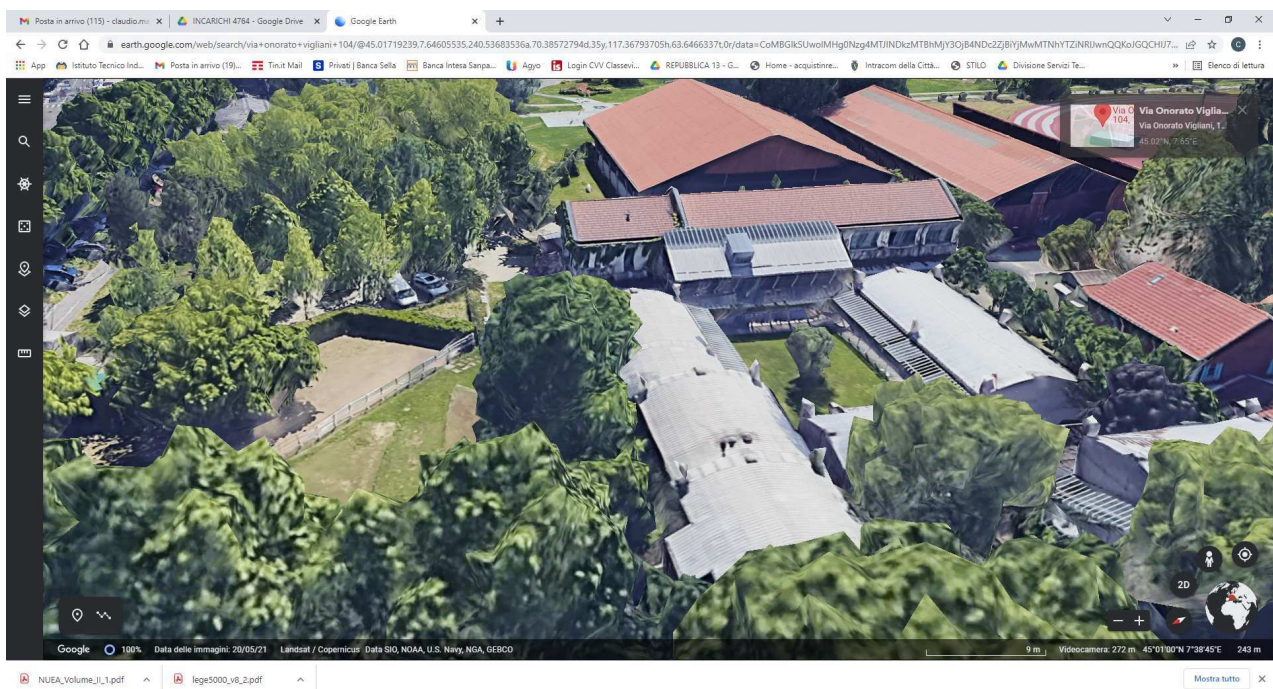 Posta in arrivo (115) - claudio.mu
INCARICHI 4764 - Google Drive
Google Earth
earth.google.com/web/search/via+onorato+vigliani+104/@45.01719239,7.64605535,240.53683536a,70.38572794d,35y,117.36793705h,63.6466337t,0r/
App
Istituto Tecnico Ind...
Posta in arrivo (19)...
Tin.it Mail
Privati | Banca Sella
Banca Intesa Sanpa...
Agyo
Login CVV Classevi...
REPUBBLICA 13 - G...
Home - acquistinre...
Intracom della Città...
STILO
Divisione Servizi Te...
»
Elenco di lettura
Via O
104,
Via Onorato Viglia...
Via Onorato Vigliani, 1..
45.02°N, 7.65°E
2D
Google
100%
Data delle immagini: 20/05/21
Landsat / Copernicus Data SIO, NOAA, U.S. Navy, NGA, GEBCO
9 m
Videocamera: 272 m
45°01'00"N 7°38'45"E
243 m
NUEA_Volume_II_1.pdf
lege5000_v8_2.pdf
Mostra tutto